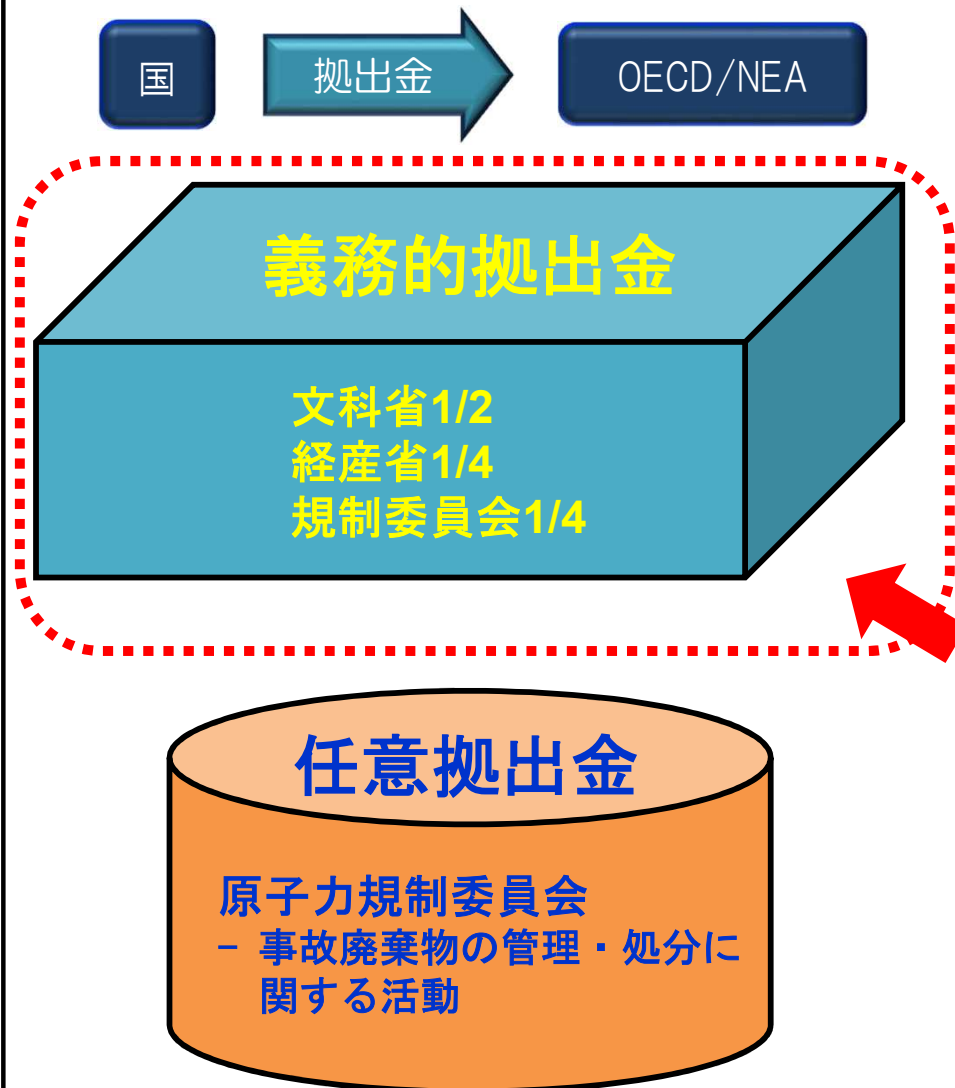 国
拠出金
OECD/NEA
義務的拠出金
文科省1/2
経産省1/4
規制委員会1/4
任意拠出金
原子力規制委員会
− 事故廃棄物の管理・処分に
関する活動